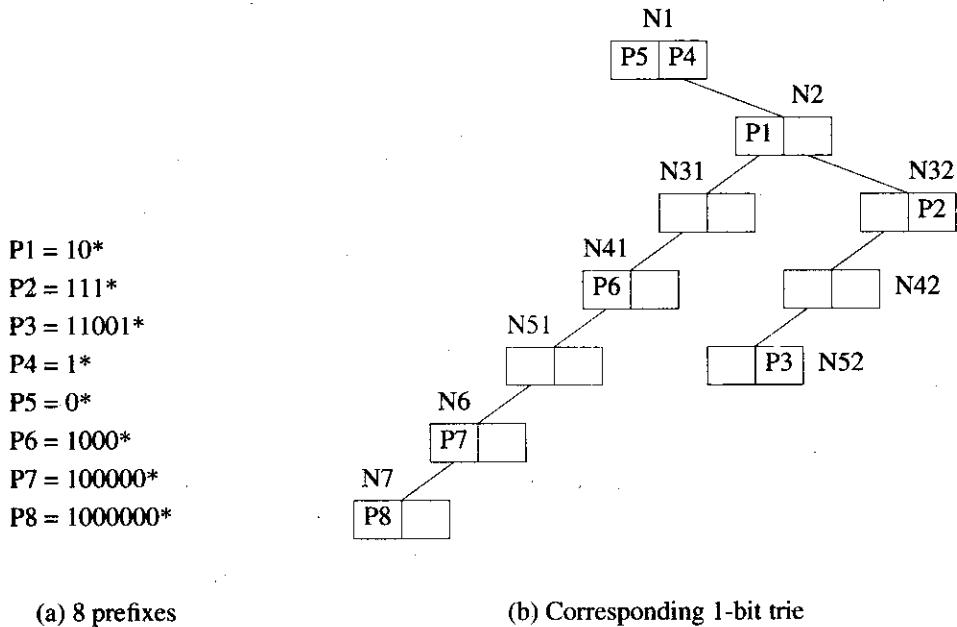 N1
P5 P4
N2
P1
N31
N32
P2
P1 = 10*
P2 = 111*
P3 = 11001*
P4 = 1*
P5 = 0*
P6 = 1000*
P7 = 100000*
P8 = 1000000*
N41
P6
N42
N51
P3
N52
N6
P7
N7
P8
(a) 8 prefixes
(b) Corresponding 1-bit trie